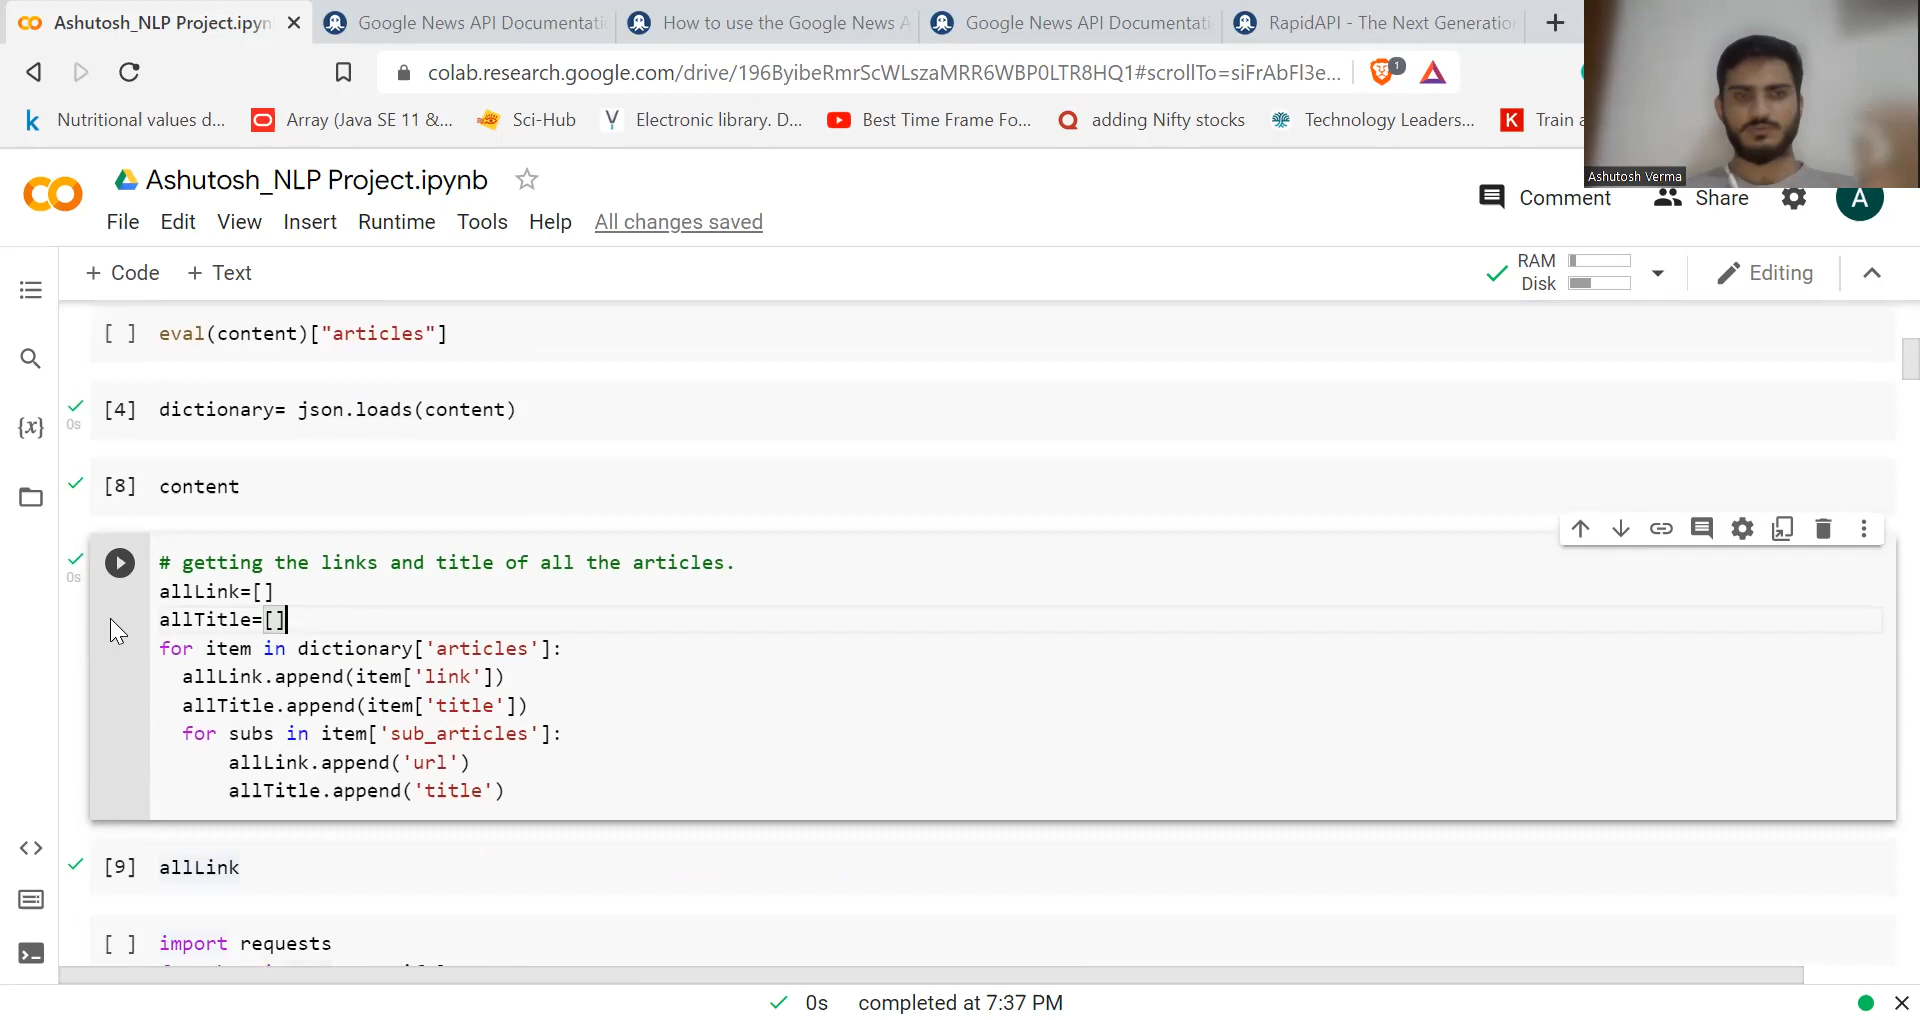 Ashutosh_NLP Project.ipyn
Google News API Documentati
How to use the Google News A
Google News API Documentati
RapidAPI - The Next Generatio
colab.research.google.com/drive/196ByibeRmrScWLszaMRR6WBP0LTR8HQ1#scrollTo=siFrAbFl3e...
1
Nutritional values d...
Array (Java SE 11 &...
Sci-Hub
Electronic library. D...
Best Time Frame Fo...
adding Nifty stocks
Technology Leaders...
Train a
Ashutosh Verma
Ashutosh_NLP Project.ipynb
Comment
Share
A
File Edit View Insert Runtime Tools Help All changes saved
+ Code + Text
RAM
Disk
Editing
[ ] eval(content)["articles"]
[4] dictionary= json.loads(content)
0s
[8] content
# getting the links and title of all the articles.
0s
allLink=[]
allTitle=[]
for item in dictionary['articles']:
allLink.append(item['link'])
allTitle.append(item['title'])
for subs in item['sub_articles']:
allLink.append('url')
allTitle.append('title')
[9] allLink
[ ] import requests
0s completed at 7:37 PM